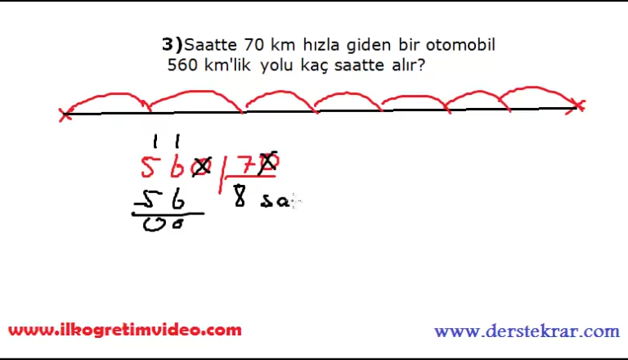 3)Saatte 70 km hızla giden bir otomobil
560 km'lik yolu kaç saatte alır?
1 1
560 70
56 8 sa
00
www.ilkogretimvideo.com www.derstekrar.com